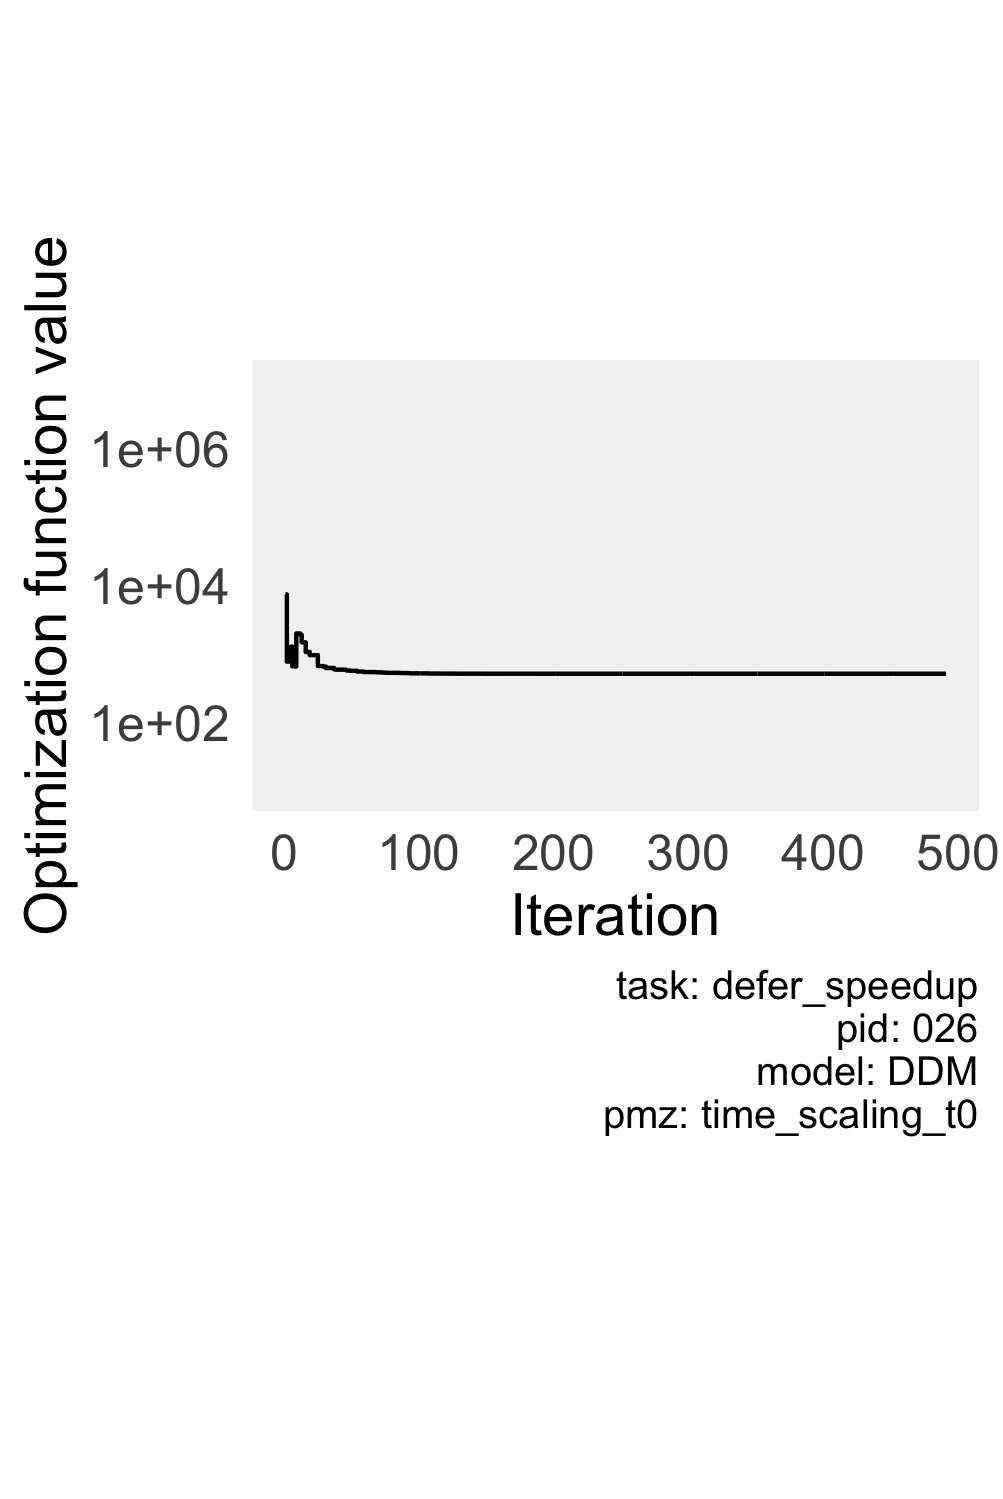 Optimization function value
1e+06
1e+04
1e+02
0 100 200 300 400 500
Iteration
task: defer_speedup
pid: 026
model: DDM
pmz: time_scaling_t0